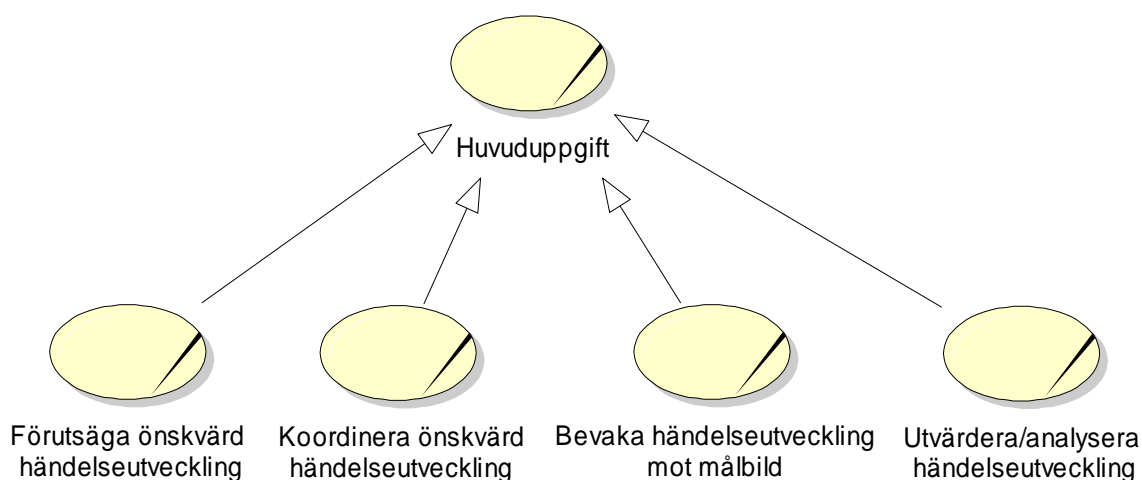 Huvuduppgift
Förutsäga önskvärd
händelseutveckling
Koordinera önskvärd
händelseutveckling
Bevaka händelseutveckling
mot målbild
Utvärdera/analysera
händelseutveckling